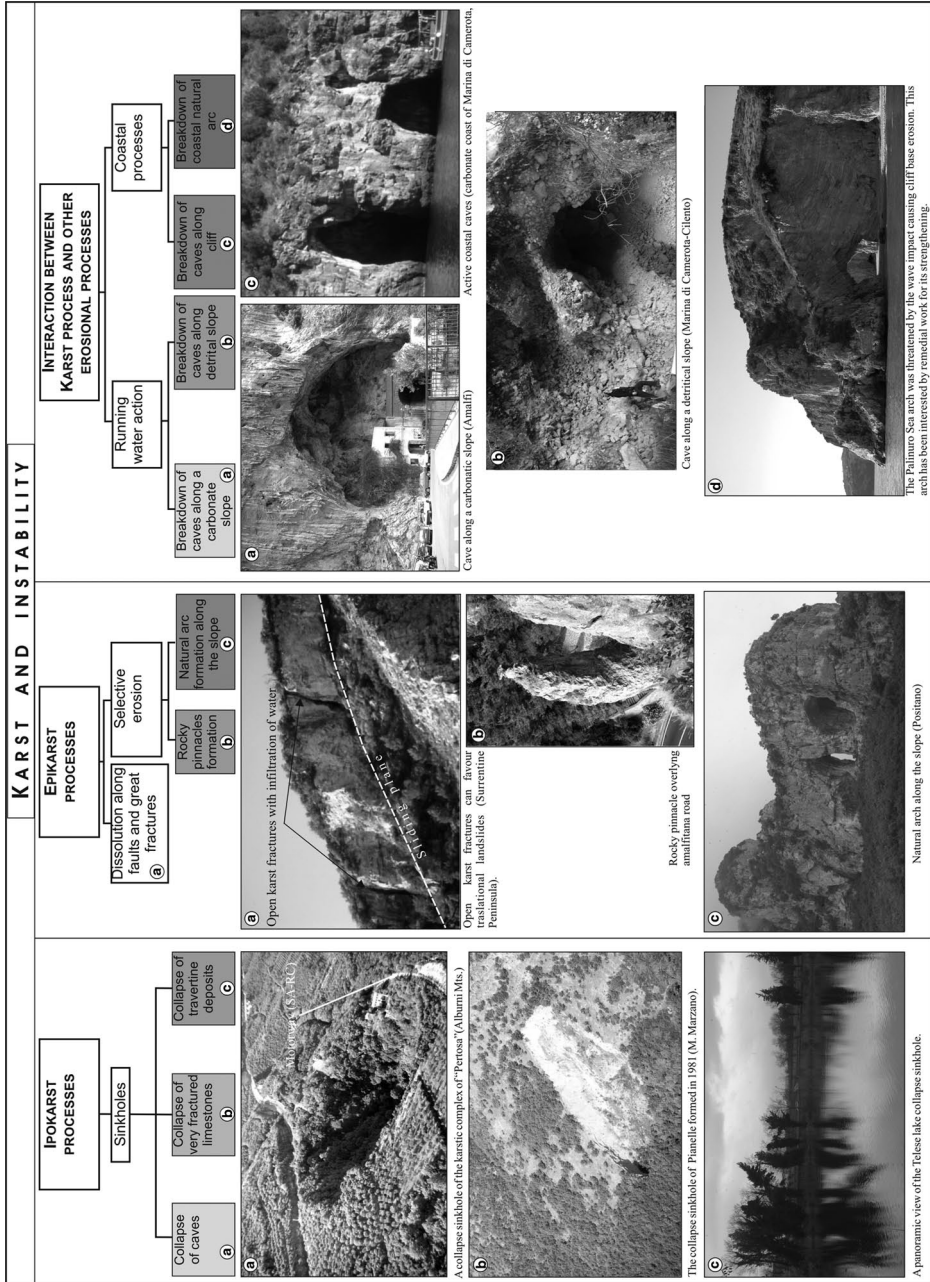 KARST AND INSTABILITY
IPOKARST
PROCESSES
Sinkholes
Collapse
of caves
a
Collapse of
very fractured
limestones
b
Collapse of
travertine
deposits
c
a
Motorway (SA-RC)
A collapse sinkhole of the karstic complex of "Pertosa"(Alburni Mts.)
b
The collapse sinkhole of Pianelle formed in 1981 (M. Marzano).
c
A panoramic view of the Telese lake collapse sinkhole.
EPIKARST
PROCESSES
Dissolution along
faults and great
fractures
a
Selective
erosion
Rocky
pinnacles
formation
b
Natural arc
formation along
the slope
c
a
Open karst fractures with infiltration of water
Sliding plane
Open karst fractures can favour
traslational landslides (Surrentine
Peninsula).
b
Rocky pinnacle overlyng
amalfitana road
c
Natural arch along the slope (Positano)
INTERACTION BETWEEN
KARST PROCESS AND OTHER
EROSIONAL PROCESSES
Running
water action
Coastal
processes
Breakdown of
caves along a
carbonate
slope
a
Breakdown of
caves along
detrital slope
b
Breakdown of
caves along
cliff
c
Breakdown of
coastal natural
arc
d
a
Cave along a carbonatic slope (Amalfi)
c
Active coastal caves (carbonate coast of Marina di Camerota,
b
Cave along a detritical slope (Marina di Camerota-Cilento)
d
The Palinuro Sea arch was threatened by the wave impact causing cliff base erosion. This
arch has been interested by remedial work for its strengthening.